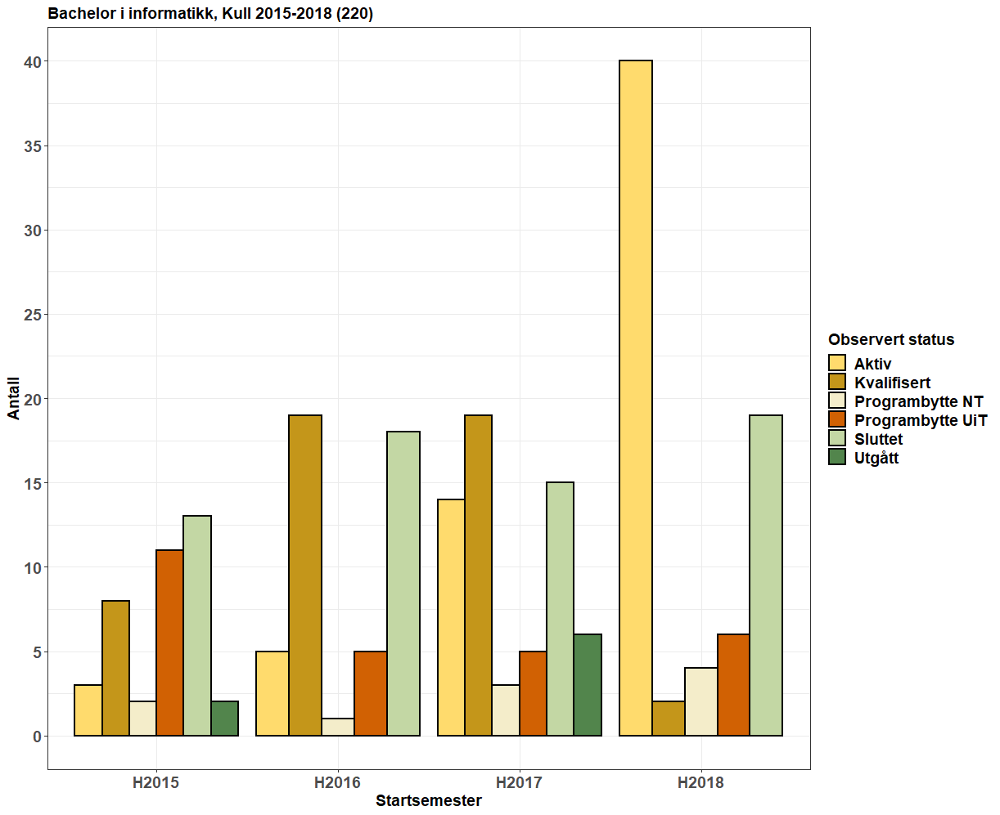 Bachelor i informatikk, Kull 2015-2018 (220)
40
35
30
25
20
15
10
5
0
Antall
H2015 H2016 H2017 H2018
Startsemester
Observert status
Aktiv
Kvalifisert
Programbytte NT
Programbytte UiT
Sluttet
Utgått